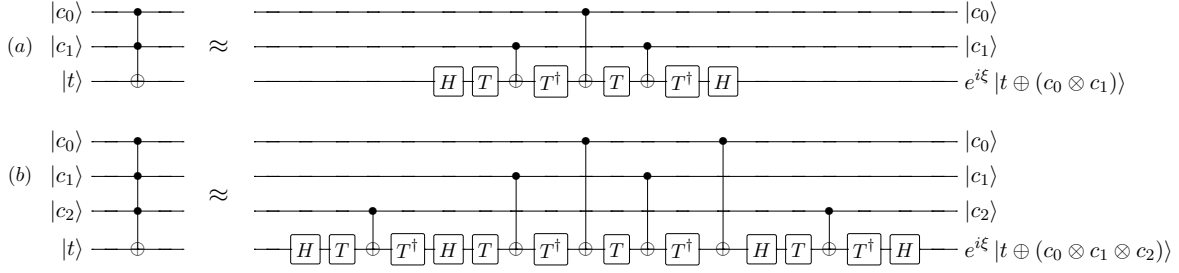 |c₀⟩ |c₀⟩
(a) |c₁⟩ ≈ |c₁⟩
|t⟩ H T T† T T† H e^{iξ} |t ⊕ (c₀ ⊗ c₁)⟩
|c₀⟩ |c₀⟩
(b) |c₁⟩ ≈ |c₁⟩
|c₂⟩ |c₂⟩
|t⟩ H T T† H T T† T T† H T T† H e^{iξ} |t ⊕ (c₀ ⊗ c₁ ⊗ c₂)⟩